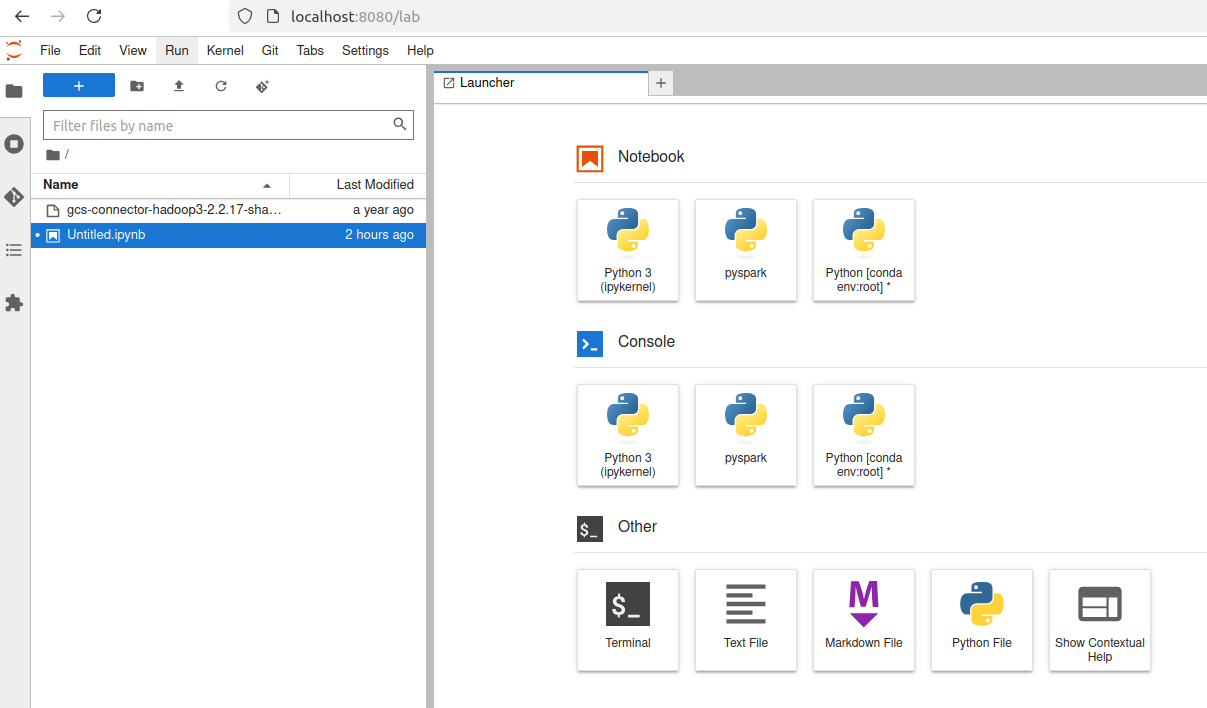 localhost:8080/lab
File Edit View Run Kernel Git Tabs Settings Help
+
Filter files by name
/
Name Last Modified
gcs-connector-hadoop3-2.2.17-sha… a year ago
Untitled.ipynb 2 hours ago
Launcher +
Notebook
Python 3
(ipykernel)
pyspark
Python [conda
env:root] *
Console
Python 3
(ipykernel)
pyspark
Python [conda
env:root] *
$_ Other
$_
Terminal
Text File
M
Markdown File
Python File
Show Contextual
Help